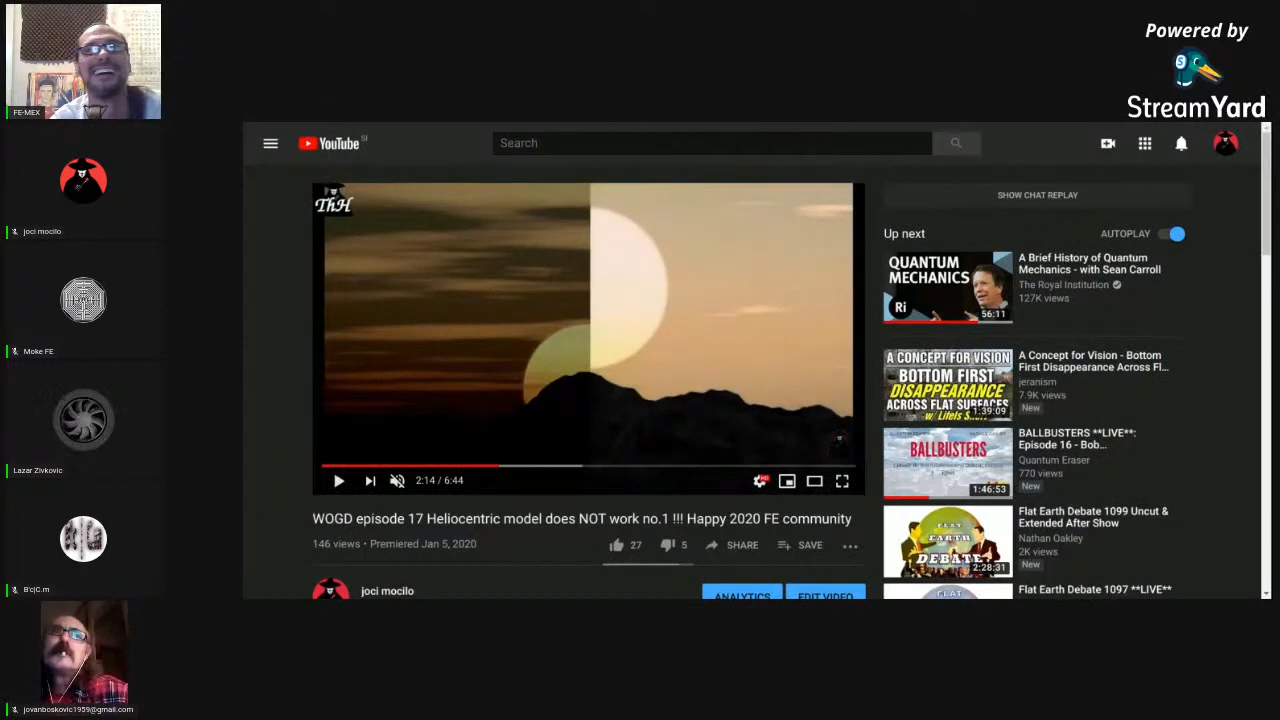 Powered by
StreamYard
FE-MEX
joci mocilo
Moke FE
Lazar Zivkovic
B'c|C.m
jovanboskovic1959@gmail.com
YouTube SI
Search
ThH
2:14 / 6:44
HD
WOGD episode 17 Heliocentric model does NOT work no.1 !!! Happy 2020 FE community
146 views • Premiered Jan 5, 2020
27
5
SHARE
SAVE
joci mocilo
ANALYTICS
EDIT VIDEO
SHOW CHAT REPLAY
Up next
AUTOPLAY
QUANTUM
MECHANICS
Ri
56:11
A Brief History of Quantum
Mechanics - with Sean Carroll
The Royal Institution
127K views
A CONCEPT FOR VISION
BOTTOM FIRST
DISAPPEARANCE
ACROSS FLAT SURFACES
1:39:09
A Concept for Vision - Bottom
First Disappearance Across Fl...
jeranism
7.9K views
New
BALLBUSTERS
1:46:53
BALLBUSTERS **LIVE**:
Episode 16 - Bob...
Quantum Eraser
770 views
New
FLAT
EARTH
DEBATE
2:28:31
Flat Earth Debate 1099 Uncut &
Extended After Show
Nathan Oakley
2K views
New
FLAT
Flat Earth Debate 1097 **LIVE**